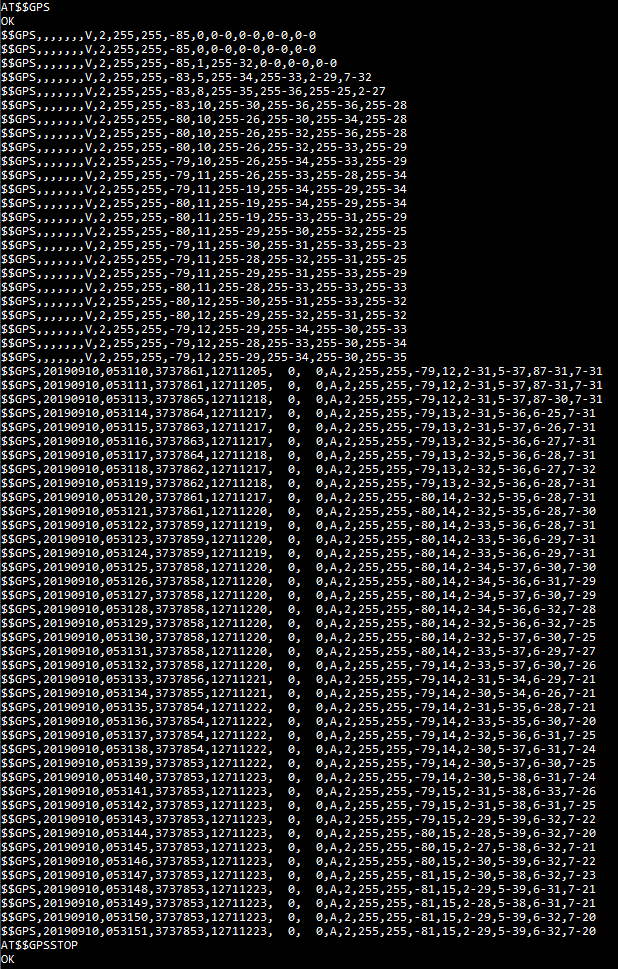 AT$$GPS
OK
$$GPS,,,,,,,V,2,255,255,-85,0,0-0,0-0,0-0,0-0
$$GPS,,,,,,,V,2,255,255,-85,0,0-0,0-0,0-0,0-0
$$GPS,,,,,,,V,2,255,255,-85,1,255-32,0-0,0-0,0-0
$$GPS,,,,,,,V,2,255,255,-83,5,255-34,255-33,2-29,7-32
$$GPS,,,,,,,V,2,255,255,-83,8,255-35,255-36,255-25,2-27
$$GPS,,,,,,,V,2,255,255,-83,10,255-30,255-36,255-36,255-28
$$GPS,,,,,,,V,2,255,255,-80,10,255-26,255-30,255-34,255-28
$$GPS,,,,,,,V,2,255,255,-80,10,255-26,255-32,255-36,255-28
$$GPS,,,,,,,V,2,255,255,-80,10,255-26,255-32,255-33,255-29
$$GPS,,,,,,,V,2,255,255,-79,10,255-26,255-34,255-33,255-29
$$GPS,,,,,,,V,2,255,255,-79,11,255-26,255-33,255-28,255-34
$$GPS,,,,,,,V,2,255,255,-79,11,255-19,255-34,255-29,255-34
$$GPS,,,,,,,V,2,255,255,-80,11,255-19,255-34,255-29,255-34
$$GPS,,,,,,,V,2,255,255,-80,11,255-19,255-33,255-31,255-29
$$GPS,,,,,,,V,2,255,255,-80,11,255-29,255-30,255-32,255-25
$$GPS,,,,,,,V,2,255,255,-79,11,255-30,255-31,255-33,255-23
$$GPS,,,,,,,V,2,255,255,-79,11,255-28,255-32,255-31,255-25
$$GPS,,,,,,,V,2,255,255,-79,11,255-29,255-31,255-33,255-29
$$GPS,,,,,,,V,2,255,255,-80,11,255-28,255-33,255-33,255-33
$$GPS,,,,,,,V,2,255,255,-80,12,255-30,255-31,255-33,255-32
$$GPS,,,,,,,V,2,255,255,-80,12,255-29,255-32,255-31,255-32
$$GPS,,,,,,,V,2,255,255,-79,12,255-29,255-34,255-30,255-33
$$GPS,,,,,,,V,2,255,255,-79,12,255-28,255-33,255-30,255-34
$$GPS,,,,,,,V,2,255,255,-79,12,255-29,255-34,255-30,255-35
$$GPS,20190910,053110,3737861,12711205,  0,  0,A,2,255,255,-79,12,2-31,5-37,87-31,7-31
$$GPS,20190910,053111,3737861,12711205,  0,  0,A,2,255,255,-79,12,2-31,5-37,87-31,7-31
$$GPS,20190910,053113,3737865,12711218,  0,  0,A,2,255,255,-79,12,2-31,5-37,87-30,7-31
$$GPS,20190910,053114,3737864,12711217,  0,  0,A,2,255,255,-79,13,2-31,5-36,6-25,7-31
$$GPS,20190910,053115,3737863,12711217,  0,  0,A,2,255,255,-79,13,2-31,5-37,6-26,7-31
$$GPS,20190910,053116,3737863,12711217,  0,  0,A,2,255,255,-79,13,2-32,5-36,6-27,7-31
$$GPS,20190910,053117,3737864,12711218,  0,  0,A,2,255,255,-79,13,2-32,5-36,6-28,7-31
$$GPS,20190910,053118,3737862,12711217,  0,  0,A,2,255,255,-79,13,2-32,5-36,6-27,7-32
$$GPS,20190910,053119,3737862,12711218,  0,  0,A,2,255,255,-79,13,2-32,5-36,6-28,7-31
$$GPS,20190910,053120,3737861,12711217,  0,  0,A,2,255,255,-80,14,2-32,5-35,6-28,7-31
$$GPS,20190910,053121,3737861,12711220,  0,  0,A,2,255,255,-80,14,2-32,5-35,6-28,7-30
$$GPS,20190910,053122,3737859,12711219,  0,  0,A,2,255,255,-80,14,2-33,5-36,6-28,7-31
$$GPS,20190910,053123,3737859,12711220,  0,  0,A,2,255,255,-80,14,2-33,5-36,6-29,7-31
$$GPS,20190910,053124,3737859,12711219,  0,  0,A,2,255,255,-80,14,2-33,5-36,6-29,7-31
$$GPS,20190910,053125,3737858,12711220,  0,  0,A,2,255,255,-80,14,2-34,5-37,6-30,7-30
$$GPS,20190910,053126,3737858,12711220,  0,  0,A,2,255,255,-80,14,2-34,5-36,6-31,7-29
$$GPS,20190910,053127,3737858,12711220,  0,  0,A,2,255,255,-80,14,2-34,5-37,6-30,7-29
$$GPS,20190910,053128,3737858,12711220,  0,  0,A,2,255,255,-80,14,2-34,5-36,6-32,7-28
$$GPS,20190910,053129,3737858,12711220,  0,  0,A,2,255,255,-80,14,2-32,5-36,6-32,7-25
$$GPS,20190910,053130,3737858,12711220,  0,  0,A,2,255,255,-80,14,2-32,5-37,6-30,7-25
$$GPS,20190910,053131,3737858,12711220,  0,  0,A,2,255,255,-80,14,2-33,5-37,6-29,7-27
$$GPS,20190910,053132,3737858,12711220,  0,  0,A,2,255,255,-79,14,2-33,5-37,6-30,7-26
$$GPS,20190910,053133,3737856,12711221,  0,  0,A,2,255,255,-79,14,2-31,5-34,6-29,7-21
$$GPS,20190910,053134,3737855,12711221,  0,  0,A,2,255,255,-79,14,2-30,5-34,6-26,7-21
$$GPS,20190910,053135,3737854,12711222,  0,  0,A,2,255,255,-79,14,2-31,5-35,6-28,7-21
$$GPS,20190910,053136,3737854,12711222,  0,  0,A,2,255,255,-79,14,2-33,5-35,6-30,7-20
$$GPS,20190910,053137,3737854,12711222,  0,  0,A,2,255,255,-79,14,2-32,5-36,6-31,7-25
$$GPS,20190910,053138,3737854,12711222,  0,  0,A,2,255,255,-79,14,2-30,5-37,6-31,7-24
$$GPS,20190910,053139,3737853,12711222,  0,  0,A,2,255,255,-79,14,2-30,5-37,6-30,7-25
$$GPS,20190910,053140,3737853,12711223,  0,  0,A,2,255,255,-79,14,2-30,5-38,6-31,7-24
$$GPS,20190910,053141,3737853,12711223,  0,  0,A,2,255,255,-79,15,2-31,5-38,6-33,7-26
$$GPS,20190910,053142,3737853,12711223,  0,  0,A,2,255,255,-79,15,2-31,5-38,6-31,7-25
$$GPS,20190910,053143,3737853,12711223,  0,  0,A,2,255,255,-79,15,2-29,5-39,6-32,7-22
$$GPS,20190910,053144,3737853,12711223,  0,  0,A,2,255,255,-80,15,2-28,5-39,6-32,7-20
$$GPS,20190910,053145,3737853,12711223,  0,  0,A,2,255,255,-80,15,2-27,5-38,6-32,7-21
$$GPS,20190910,053146,3737853,12711223,  0,  0,A,2,255,255,-80,15,2-30,5-39,6-32,7-22
$$GPS,20190910,053147,3737853,12711223,  0,  0,A,2,255,255,-81,15,2-30,5-38,6-32,7-23
$$GPS,20190910,053148,3737853,12711223,  0,  0,A,2,255,255,-81,15,2-29,5-39,6-31,7-21
$$GPS,20190910,053149,3737853,12711223,  0,  0,A,2,255,255,-81,15,2-28,5-38,6-31,7-21
$$GPS,20190910,053150,3737853,12711223,  0,  0,A,2,255,255,-81,15,2-29,5-39,6-32,7-20
$$GPS,20190910,053151,3737853,12711223,  0,  0,A,2,255,255,-81,15,2-29,5-39,6-32,7-20
AT$$GPSSTOP
OK